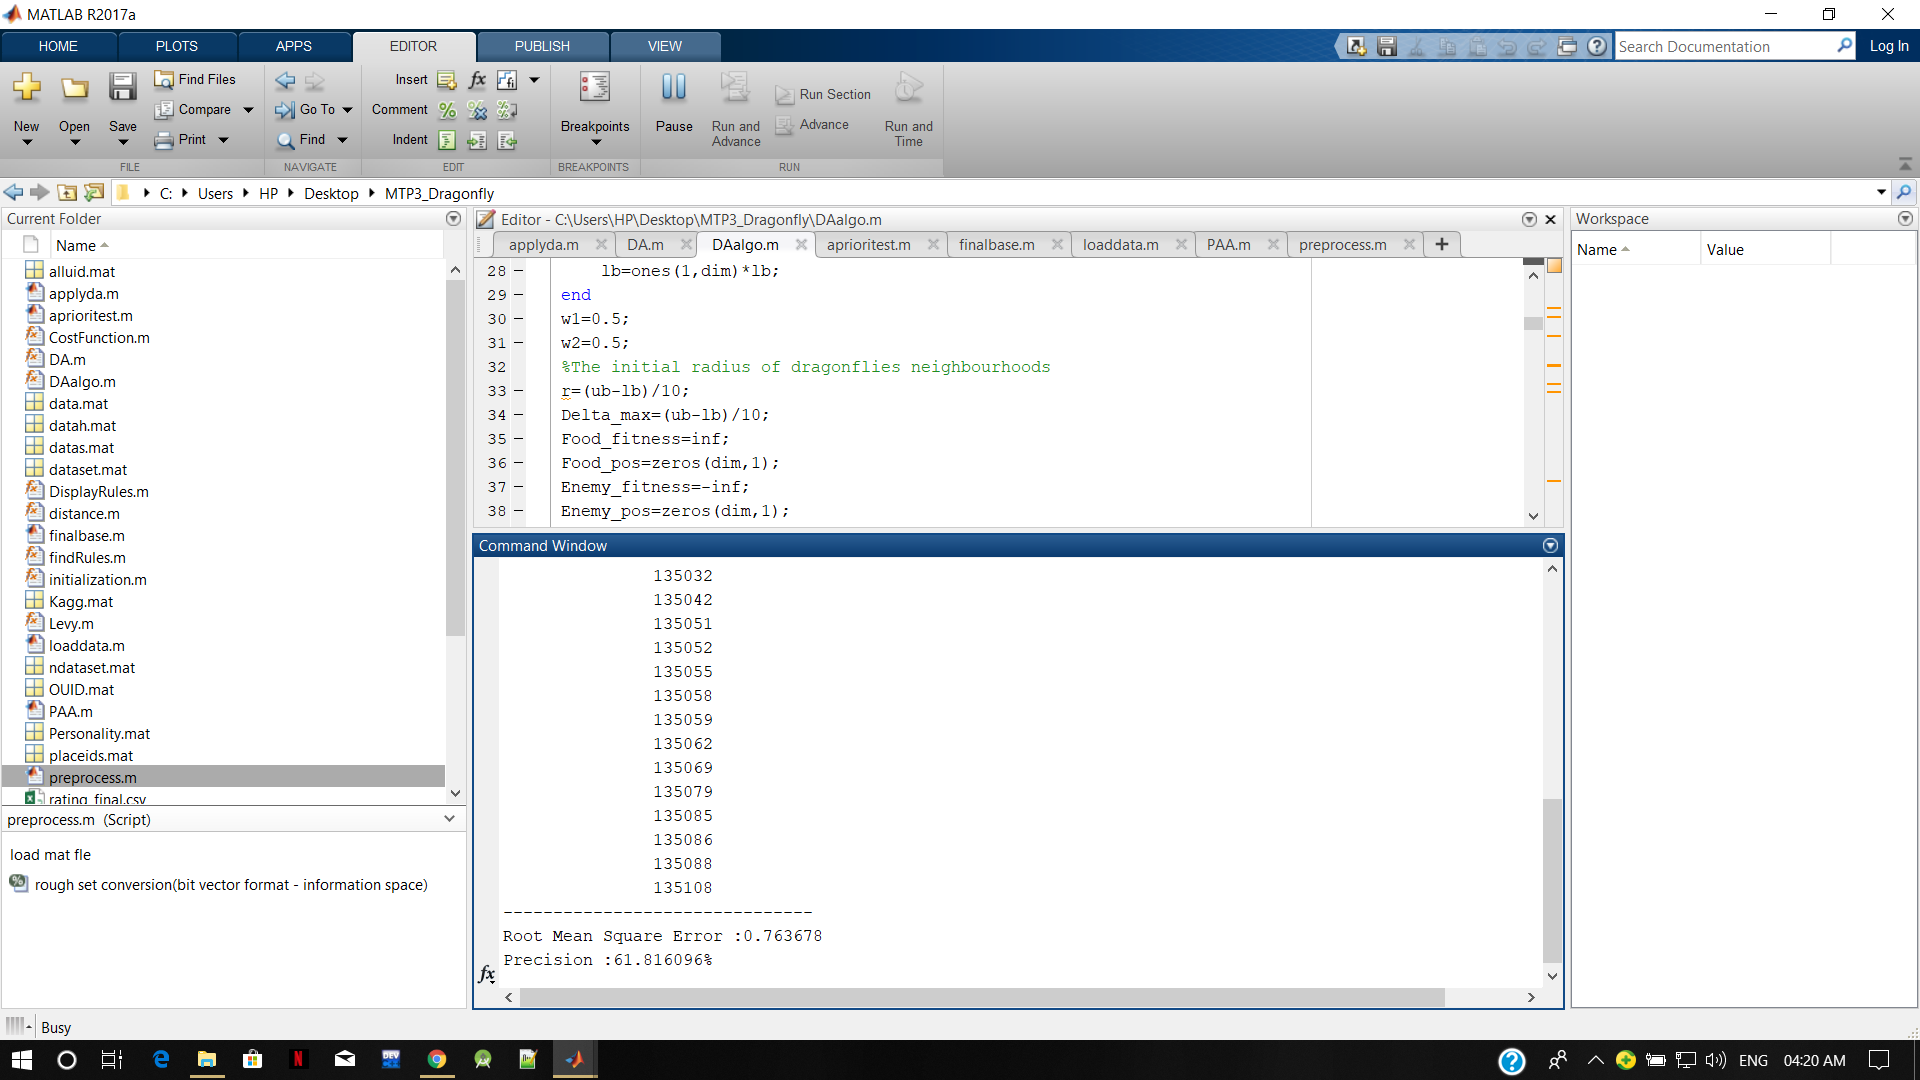 MATLAB R2017a
HOME PLOTS APPS EDITOR PUBLISH VIEW
Search Documentation
Log In
New Open Save
Find Files
Compare
Print
FILE
Go To
Find
NAVIGATE
Insert
Comment
Indent
EDIT
Breakpoints
BREAKPOINTS
Pause
Run and Advance
Run Section
Advance
Run and Time
RUN
C: Users HP Desktop MTP3_Dragonfly
Current Folder
Name
alluid.mat
applyda.m
aprioritest.m
CostFunction.m
DA.m
DAalgo.m
data.mat
datah.mat
datas.mat
dataset.mat
DisplayRules.m
distance.m
finalbase.m
findRules.m
initialization.m
Kagg.mat
Levy.m
loaddata.m
ndataset.mat
OUID.mat
PAA.m
Personality.mat
placeids.mat
preprocess.m
rating_final.csv
preprocess.m (Script)
load mat fle
rough set conversion(bit vector format - information space)
Editor - C:\Users\HP\Desktop\MTP3_Dragonfly\DAalgo.m
applyda.m DA.m DAalgo.m aprioritest.m finalbase.m loaddata.m PAA.m preprocess.m
28 – lb=ones(1,dim)*lb;
29 – end
30 – w1=0.5;
31 – w2=0.5;
32 %The initial radius of dragonflies neighbourhoods
33 – r=(ub-lb)/10;
34 – Delta_max=(ub-lb)/10;
35 – Food_fitness=inf;
36 – Food_pos=zeros(dim,1);
37 – Enemy_fitness=-inf;
38 – Enemy_pos=zeros(dim,1);
Command Window
135032
135042
135051
135052
135055
135058
135059
135062
135069
135079
135085
135086
135088
135108
-------------------------------
Root Mean Square Error :0.763678
Precision :61.816096%
fx
Workspace
Name Value
Busy
DEV
ENG 04:20 AM